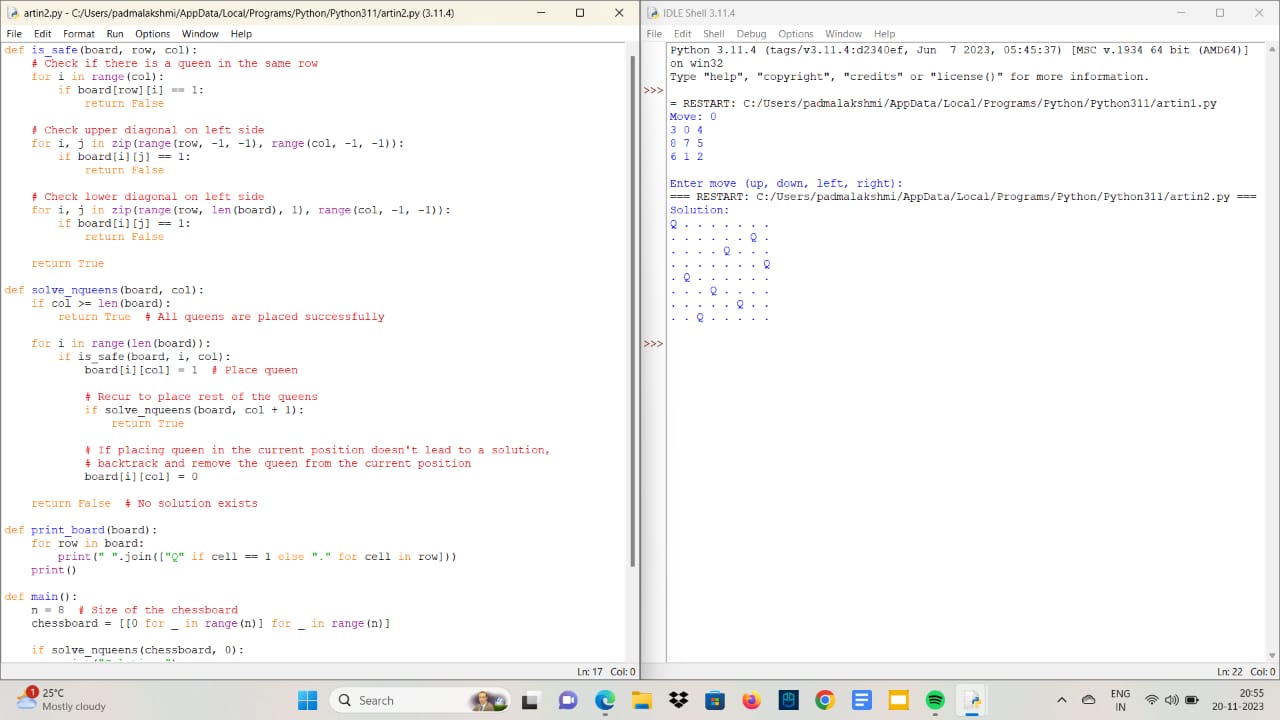 artin2.py - C:/Users/padmalakshmi/AppData/Local/Programs/Python/Python311/artin2.py (3.11.4)
File Edit Format Run Options Window Help
def is_safe(board, row, col):
    # Check if there is a queen in the same row
    for i in range(col):
        if board[row][i] == 1:
            return False

    # Check upper diagonal on left side
    for i, j in zip(range(row, -1, -1), range(col, -1, -1)):
        if board[i][j] == 1:
            return False

    # Check lower diagonal on left side
    for i, j in zip(range(row, len(board), 1), range(col, -1, -1)):
        if board[i][j] == 1:
            return False

    return True

def solve_nqueens(board, col):
    if col >= len(board):
        return True  # All queens are placed successfully

    for i in range(len(board)):
        if is_safe(board, i, col):
            board[i][col] = 1  # Place queen

            # Recur to place rest of the queens
            if solve_nqueens(board, col + 1):
                return True

            # If placing queen in the current position doesn't lead to a solution,
            # backtrack and remove the queen from the current position
            board[i][col] = 0

    return False  # No solution exists

def print_board(board):
    for row in board:
        print(" ".join(["Q" if cell == 1 else "." for cell in row]))
    print()

def main():
    n = 8  # Size of the chessboard
    chessboard = [[0 for _ in range(n)] for _ in range(n)]

    if solve_nqueens(chessboard, 0):
Ln: 17 Col: 0
IDLE Shell 3.11.4
File Edit Shell Debug Options Window Help
Python 3.11.4 (tags/v3.11.4:d2340ef, Jun  7 2023, 05:45:37) [MSC v.1934 64 bit (AMD64)]
on win32
Type "help", "copyright", "credits" or "license()" for more information.
>>>
= RESTART: C:/Users/padmalakshmi/AppData/Local/Programs/Python/Python311/artin1.py
Move: 0
3 0 4
8 7 5
6 1 2

Enter move (up, down, left, right):
=== RESTART: C:/Users/padmalakshmi/AppData/Local/Programs/Python/Python311/artin2.py ===
Solution:
Q . . . . . . .
. . . . . . Q .
. . . . Q . . .
. . . . . . . Q
. Q . . . . . .
. . . Q . . . .
. . . . . Q . .
. . Q . . . . .

>>>
Ln: 22 Col: 0
1
25°C
Mostly cloudy
Search
ENG
IN
20:55
20-11-2023